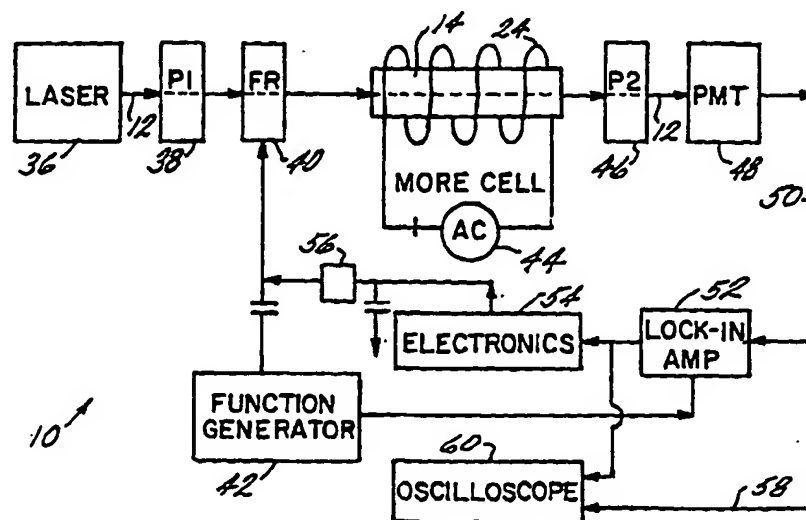 LASER
12
36
P1
38
FR
40
14
24
MORE CELL
AC
44
P2
46
12
PMT
48
50
56
54
ELECTRONICS
52
LOCK-IN
AMP
10
FUNCTION
GENERATOR
42
60
OSCILLOSCOPE
58